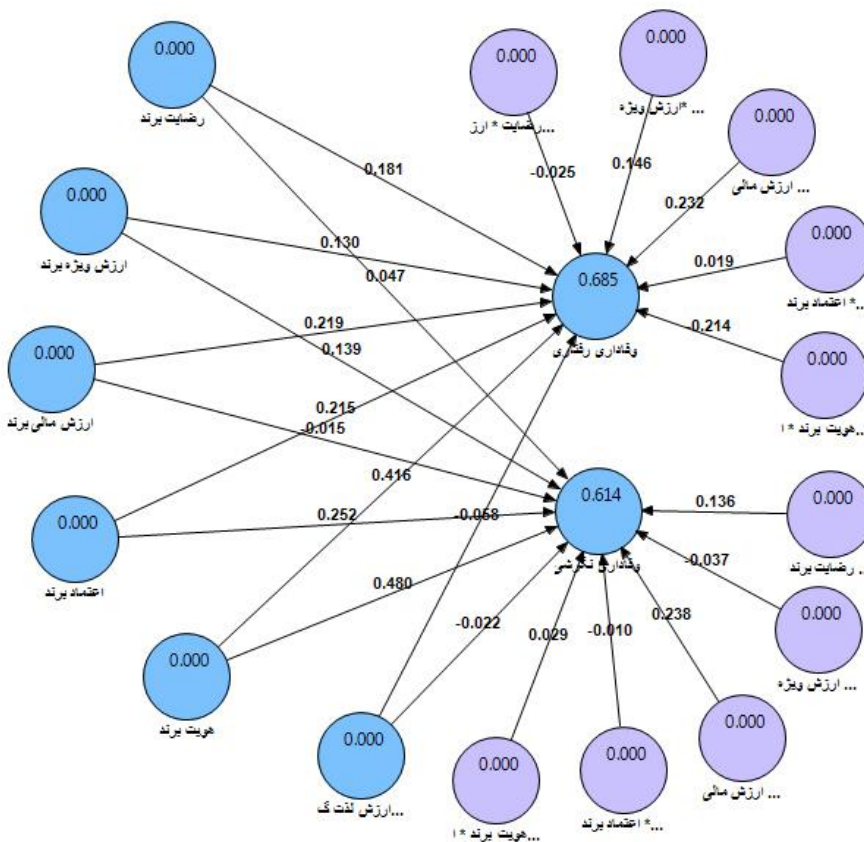 0.000
رضایت برند
0.000
...رضایت * ارز
0.000
...*ارزش ویژه
0.000
ارزش مالی ...
0.000
ارزش ویژه برند
0.000
...* اعتماد برند
0.181
-0.025
0.146
0.232
0.130
0.047
0.019
0.685
وفاداری رفتاری
0.214
0.000
ارزش مالی برند
0.219
0.139
0.000
...هویت برند * ا
0.215
-0.015
0.416
0.000
اعتماد برند
0.252
-0.058
0.614
وفاداری نگرشی
0.136
0.000
رضایت برند ...
-0.037
0.480
0.000
هویت برند
-0.022
0.029
-0.010
0.238
0.000
ارزش ویژه ...
0.000
...ارزش لذت گ
0.000
...هویت برند * ا
0.000
...* اعتماد برند
0.000
ارزش مالی ...